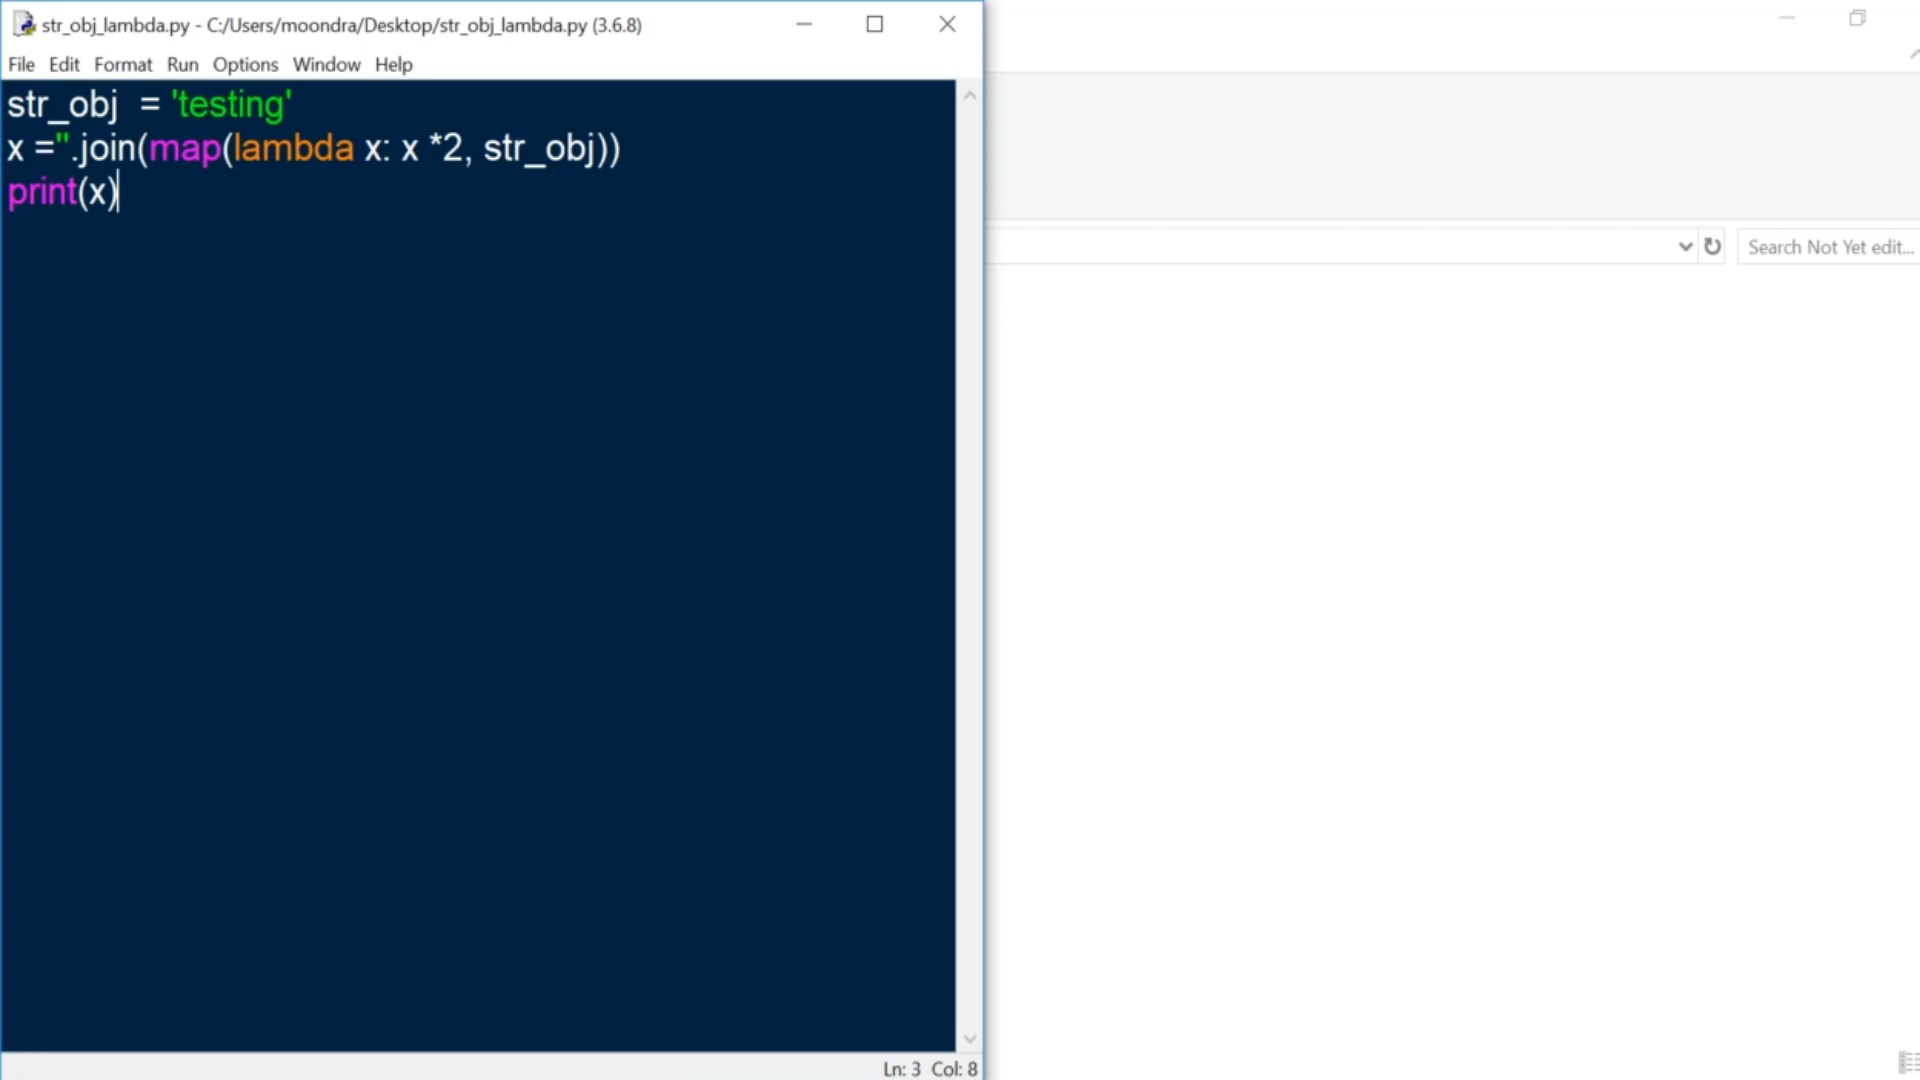 str_obj_lambda.py - C:/Users/moondra/Desktop/str_obj_lambda.py (3.6.8)
File Edit Format Run Options Window Help
str_obj  = 'testing'
x =''.join(map(lambda x: x *2, str_obj))
print(x)
Search Not Yet edit...
Ln: 3 Col: 8